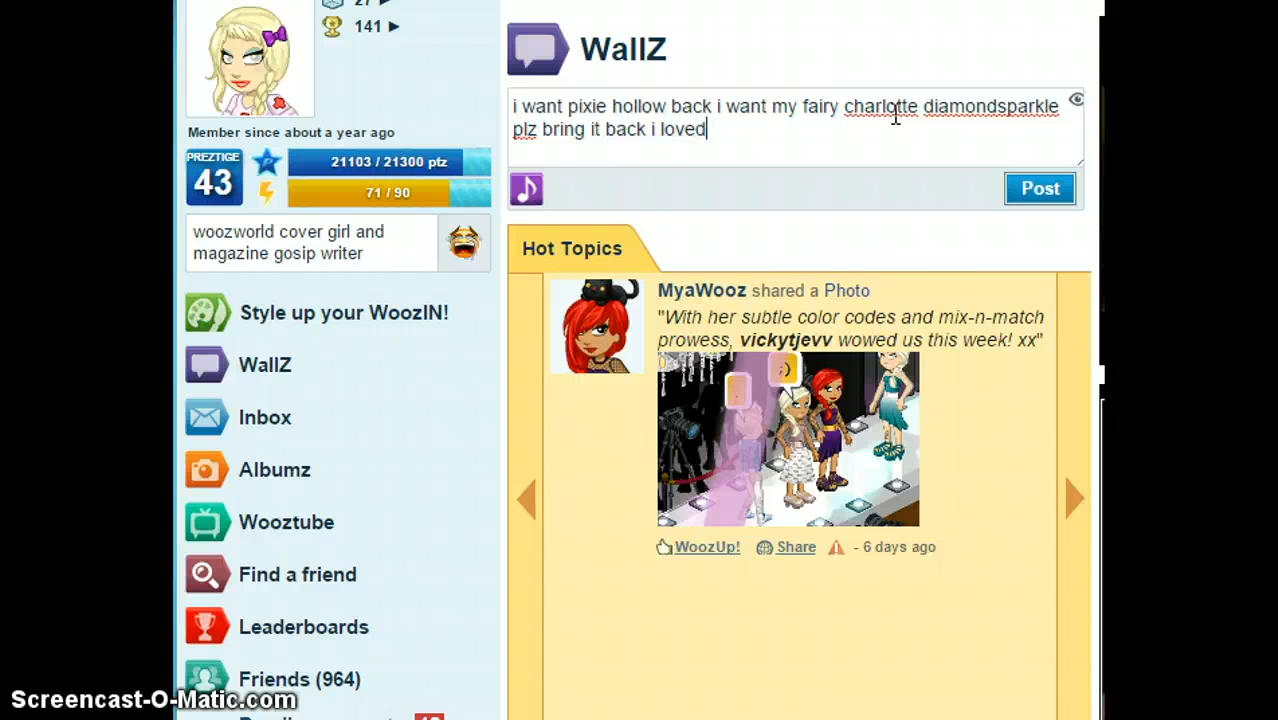 27
141
Member since about a year ago
PREZTIGE
43
21103 / 21300 ptz
71 / 90
woozworld cover girl and
magazine gosip writer
Style up your WoozIN!
WallZ
Inbox
Albumz
Wooztube
Find a friend
Leaderboards
Friends (964)
WallZ
i want pixie hollow back i want my fairy charlotte diamondsparkle
plz bring it back i loved
Post
Hot Topics
MyaWooz shared a Photo
"With her subtle color codes and mix-n-match
prowess, vickytjevv wowed us this week! xx"
;)
WoozUp! Share - 6 days ago
Screencast-O-Matic.com